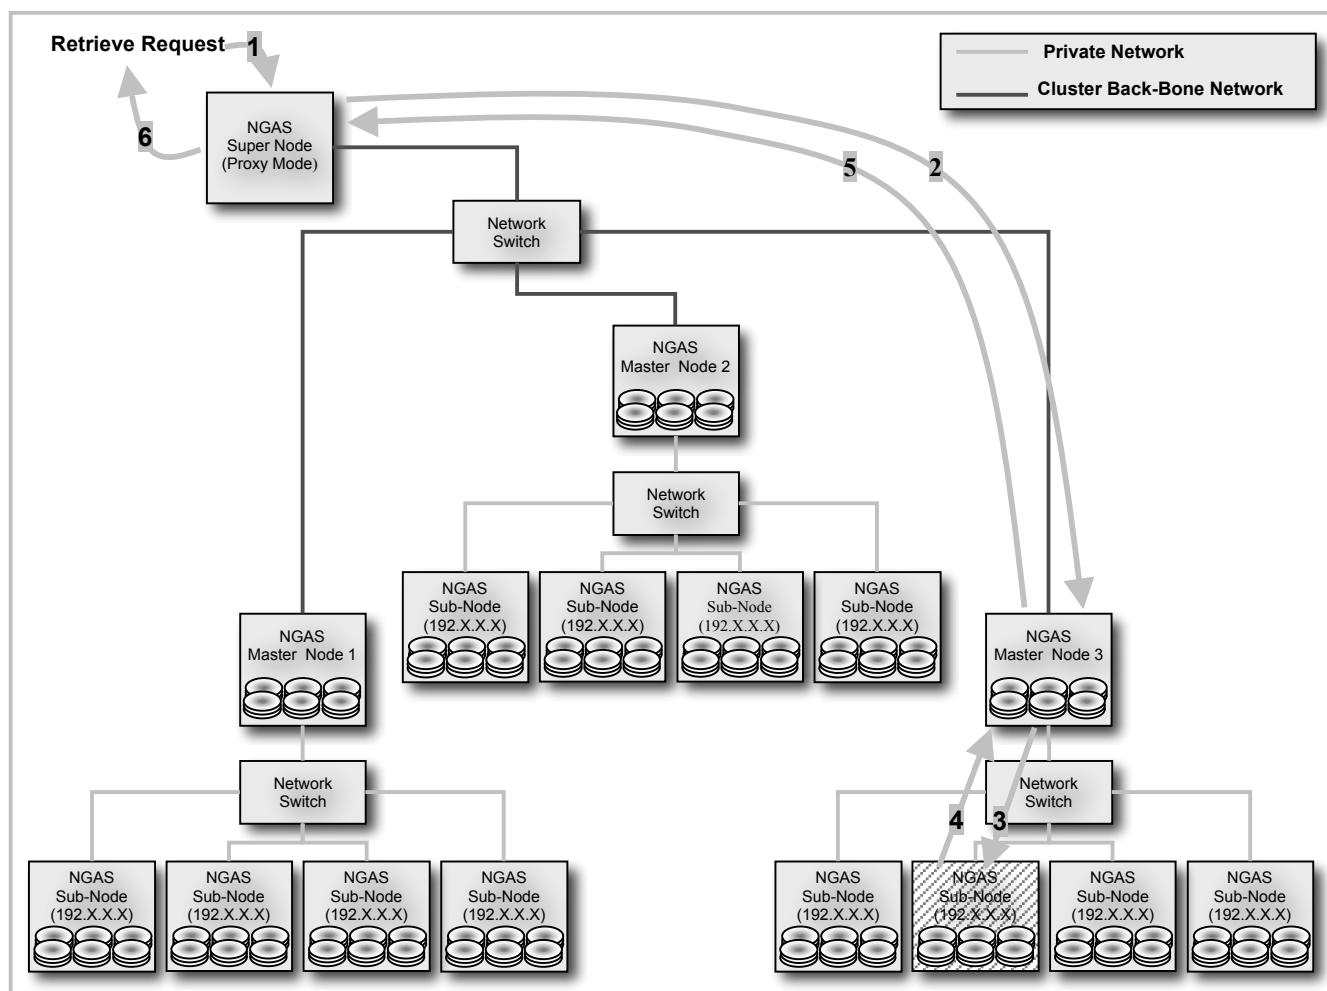 Retrieve Request
1
Private Network
Cluster Back-Bone Network
NGAS
Super Node
(Proxy Mode)
6
5
2
Network
Switch
NGAS
Master Node 2
Network
Switch
NGAS
Sub-Node
(192.X.X.X)
NGAS
Sub-Node
(192.X.X.X)
NGAS
Sub-Node
(192.X.X.X)
NGAS
Sub-Node
(192.X.X.X)
NGAS
Master Node 1
NGAS
Master Node 3
Network
Switch
Network
Switch
4
3
NGAS
Sub-Node
(192.X.X.X)
NGAS
Sub-Node
(192.X.X.X)
NGAS
Sub-Node
(192.X.X.X)
NGAS
Sub-Node
(192.X.X.X)
NGAS
Sub-Node
(192.X.X.X)
NGAS
Sub-Node
(192.X.X.X)
NGAS
Sub-Node
(192.X.X.X)
NGAS
Sub-Node
(192.X.X.X)